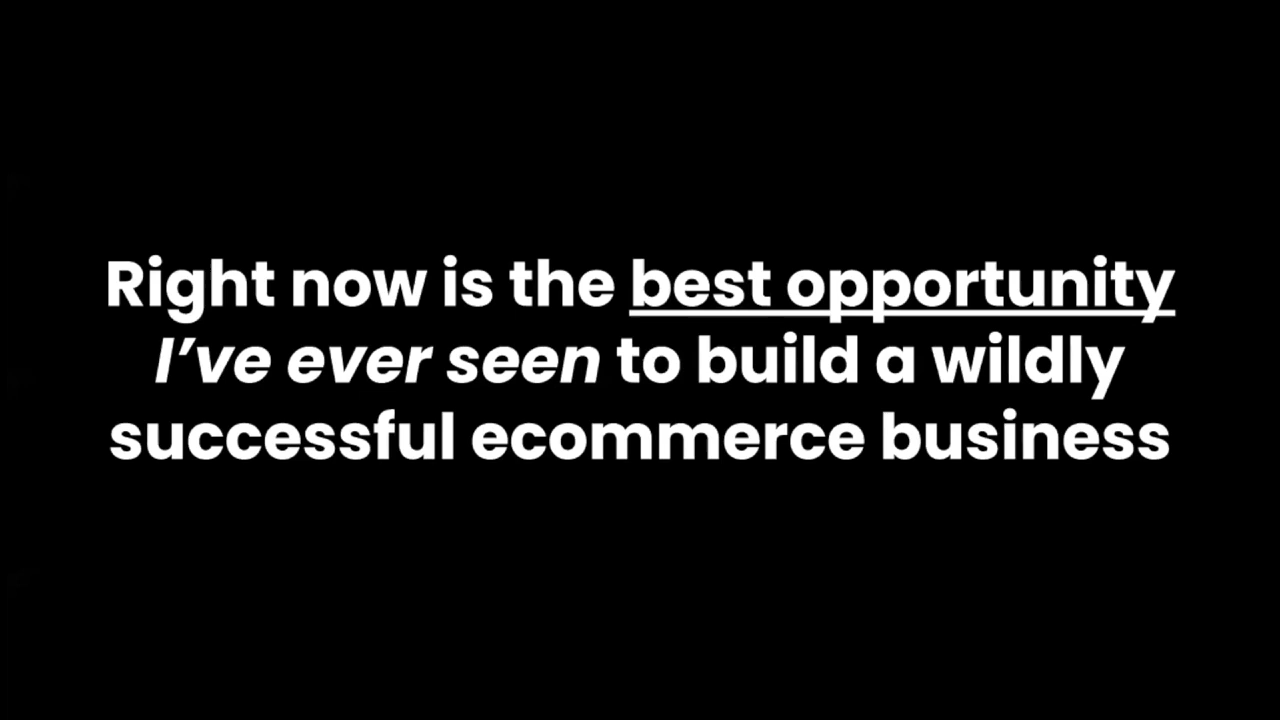 Right now is the best opportunity
I’ve ever seen to build a wildly
successful ecommerce business